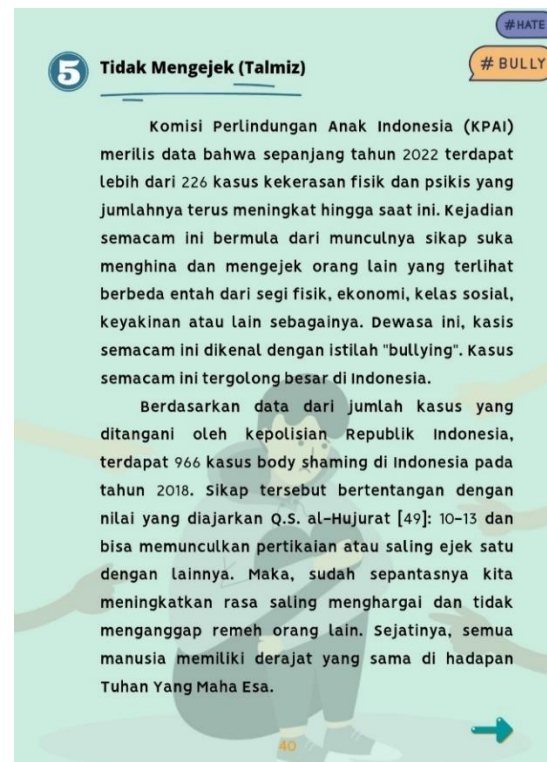 #HATE
# BULLY
5 Tidak Mengejek (Talmiz)
Komisi Perlindungan Anak Indonesia (KPAI)
merilis data bahwa sepanjang tahun 2022 terdapat
lebih dari 226 kasus kekerasan fisik dan psikis yang
jumlahnya terus meningkat hingga saat ini. Kejadian
semacam ini bermula dari munculnya sikap suka
menghina dan mengejek orang lain yang terlihat
berbeda entah dari segi fisik, ekonomi, kelas sosial,
keyakinan atau lain sebagainya. Dewasa ini, kasis
semacam ini dikenal dengan istilah "bullying". Kasus
semacam ini tergolong besar di Indonesia.
Berdasarkan data dari jumlah kasus yang
ditangani oleh kepolisian Republik Indonesia,
terdapat 966 kasus body shaming di Indonesia pada
tahun 2018. Sikap tersebut bertentangan dengan
nilai yang diajarkan Q.S. al-Hujurat [49]: 10-13 dan
bisa memunculkan pertikaian atau saling ejek satu
dengan lainnya. Maka, sudah sepantasnya kita
meningkatkan rasa saling menghargai dan tidak
menganggap remeh orang lain. Sejatinya, semua
manusia memiliki derajat yang sama di hadapan
Tuhan Yang Maha Esa.
40